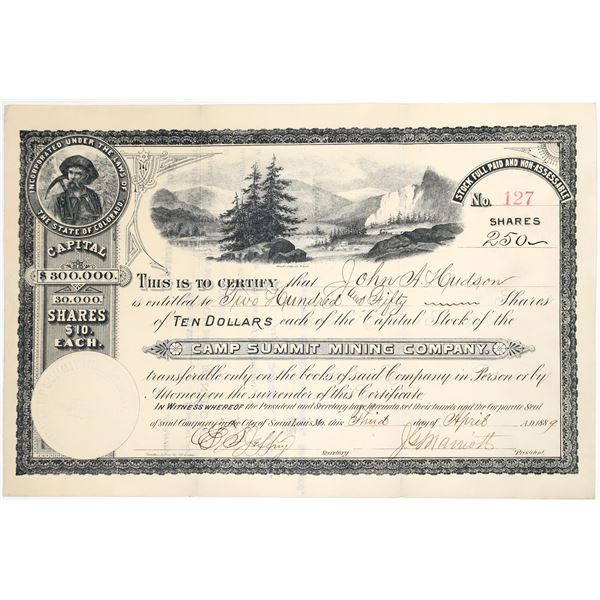 INCORPORATED UNDER THE LAWS OF
THE STATE OF COLORADO
CAPITAL
$300.000.
30.000.
SHARES
$10.
EACH.
STOCK FULL PAID AND NON-ASSESSABLE
No. 127
SHARES
250
THIS IS TO CERTIFY that John A Hudson
is entitled to Two Hundred & Fifty Shares
of TEN DOLLARS each of the Capital Stock of the
CAMP SUMMIT MINING COMPANY.
transferable only on the books of said Company in Person or by
Attorney on the surrender of this Certificate
IN WITNESS WHEREOF the President and Secretary have hereunto set their hands and the Corporate Seal
of said Company in the City of Saint Louis Mo. this Third day of April A.D. 1889
J Marriott
Secretary
President.